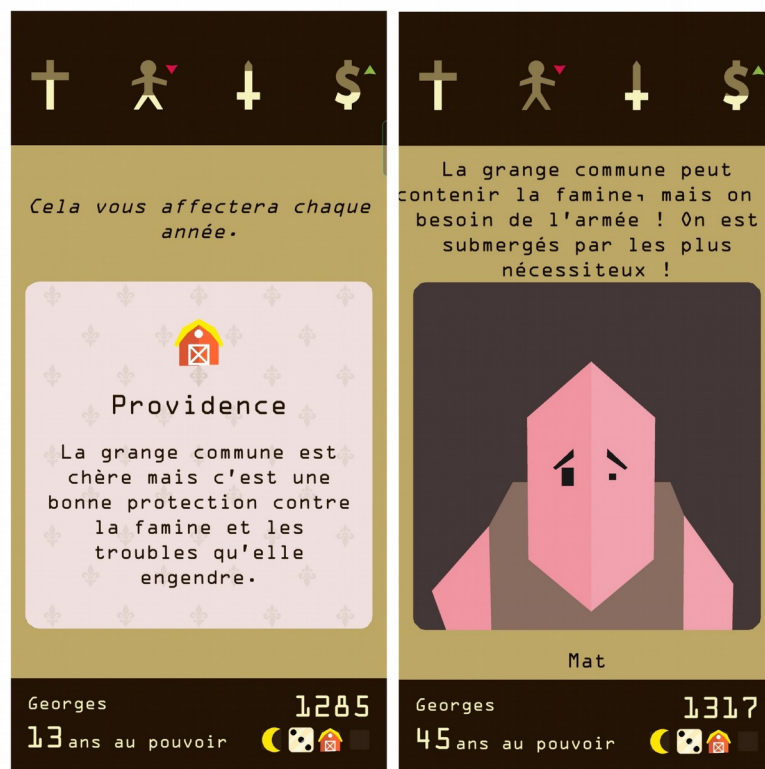 Cela vous affectera chaque
année.
Providence
La grange commune est
chère mais c'est une
bonne protection contre
la famine et les
troubles qu'elle
engendre.
Georges
1285
13 ans au pouvoir
La grange commune peut
contenir la famine, mais on
besoin de l'armée ! On est
submergés par les plus
nécessiteux !
Mat
Georges
1317
45 ans au pouvoir